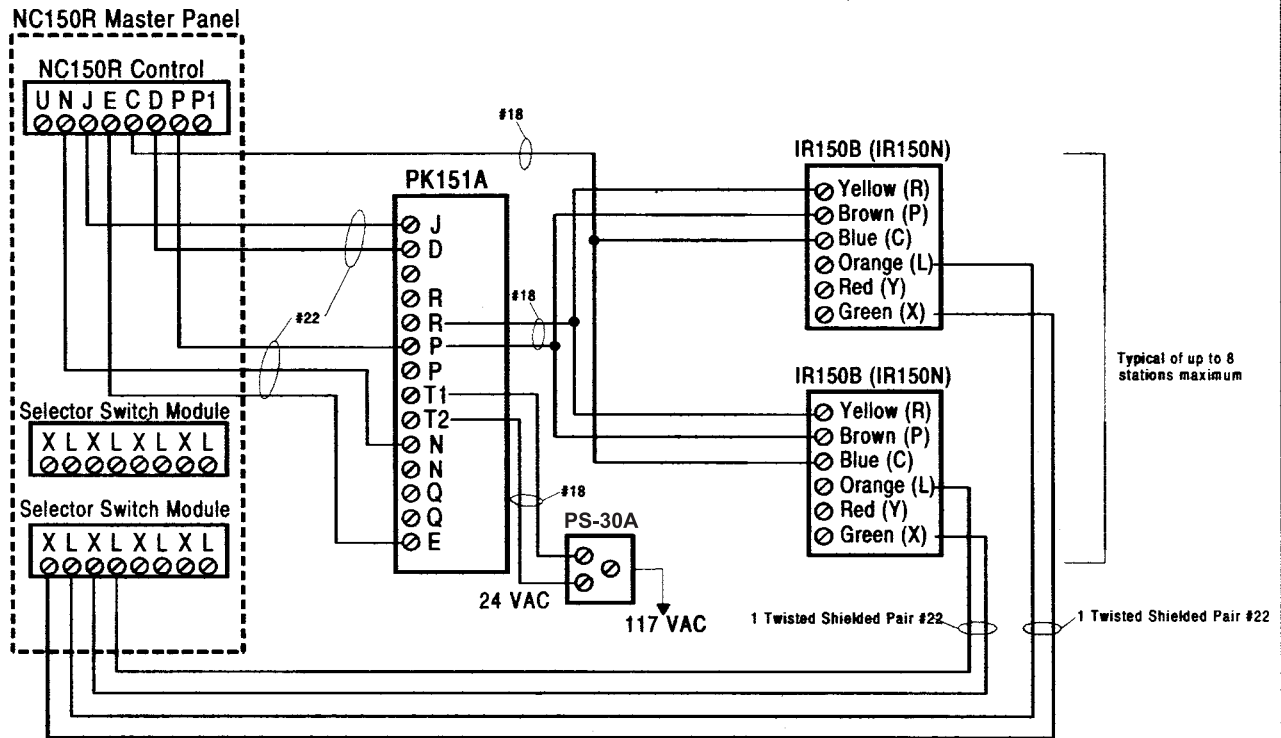 NC150R Master Panel
NC150R Control
U N J E C D P P1
#18
PK151A
J
D
R
R
P
P
T1
T2
N
N
Q
Q
E
#22
#18
#18
IR150B (IR150N)
Yellow (R)
Brown (P)
Blue (C)
Orange (L)
Red (Y)
Green (X)
IR150B (IR150N)
Yellow (R)
Brown (P)
Blue (C)
Orange (L)
Red (Y)
Green (X)
Typical of up to 8
stations maximum
Selector Switch Module
X L X L X L X L
Selector Switch Module
X L X L X L X L
PS-30A
24 VAC
117 VAC
1 Twisted Shielded Pair #22
1 Twisted Shielded Pair #22